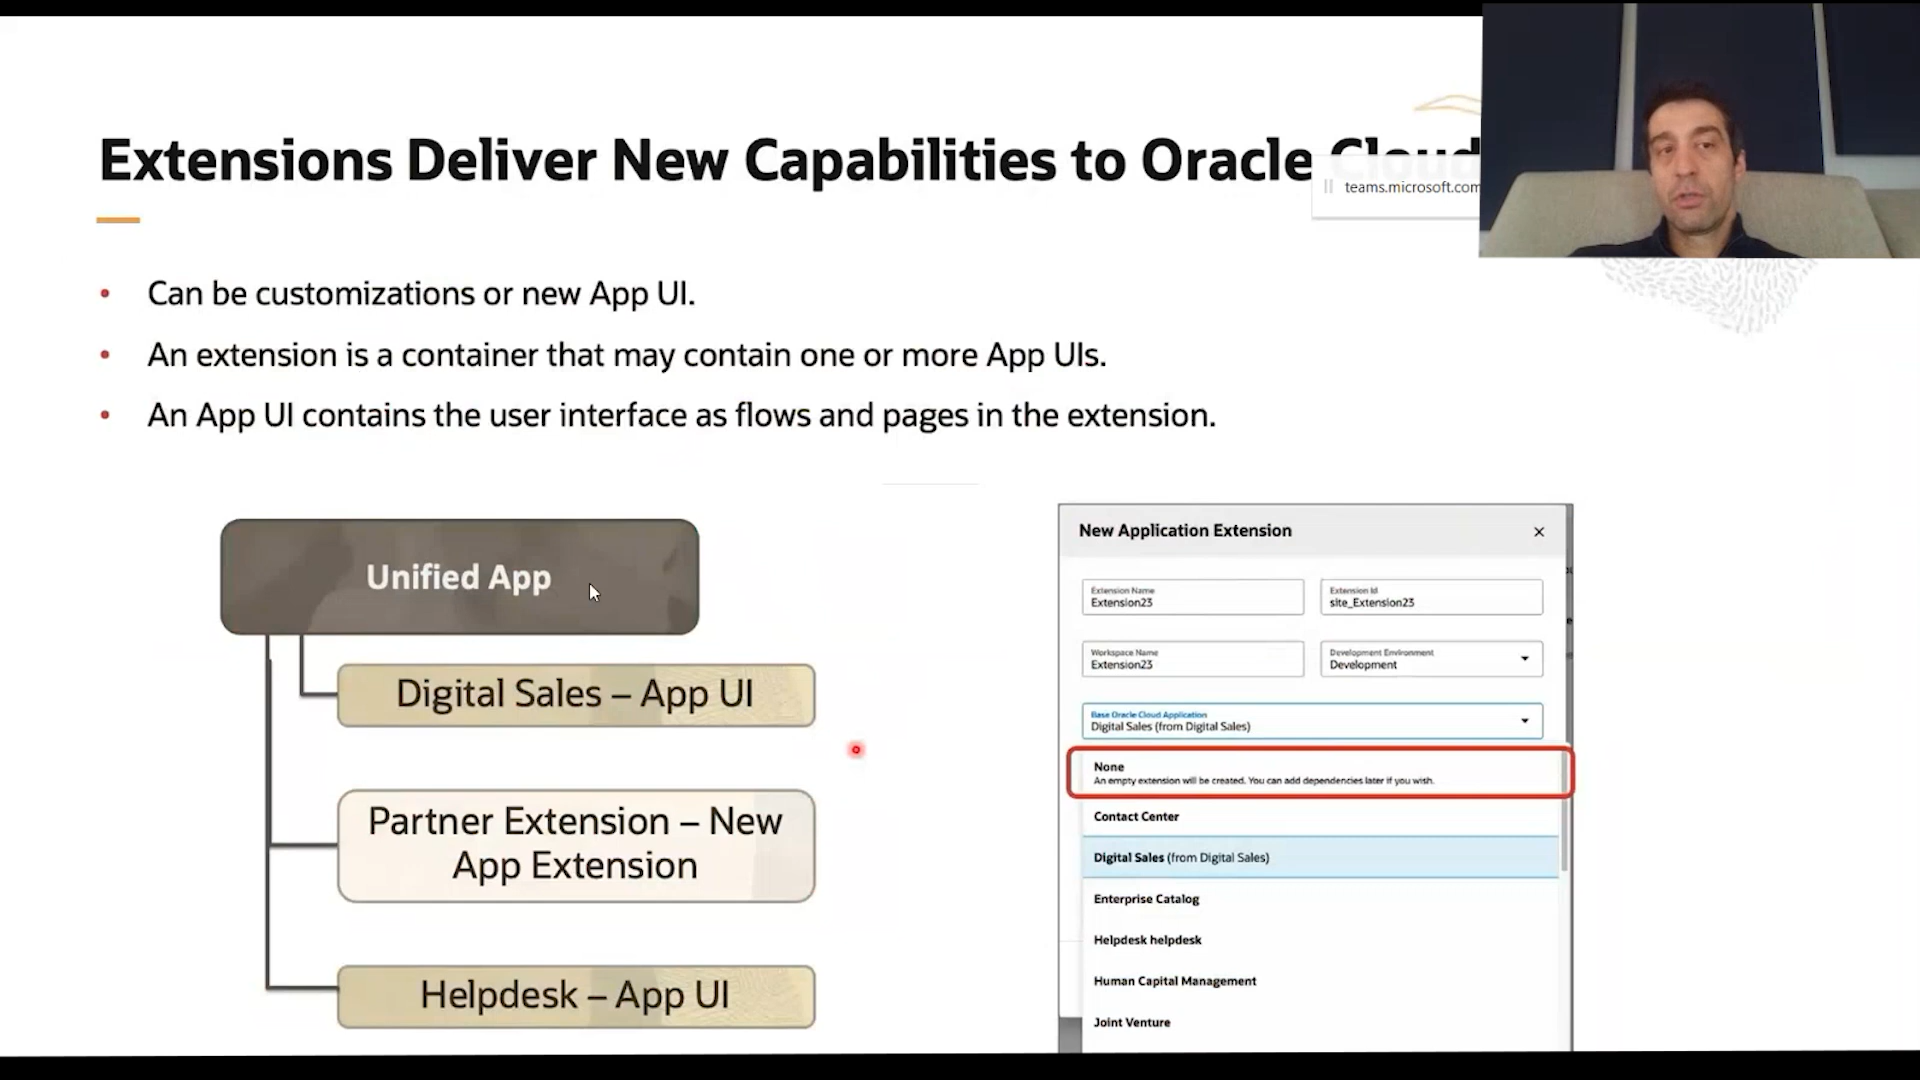 Extensions Deliver New Capabilities to Oracle Cloud
teams.microsoft.com
• Can be customizations or new App UI.
• An extension is a container that may contain one or more App UIs.
• An App UI contains the user interface as flows and pages in the extension.
Unified App
Digital Sales – App UI
Partner Extension – New
App Extension
Helpdesk – App UI
New Application Extension
Extension Name
Extension23
Extension Id
site_Extension23
Workspace Name
Extension23
Development Environment
Development
Base Oracle Cloud Application
Digital Sales (from Digital Sales)
None
An empty extension will be created. You can add dependencies later if you wish.
Contact Center
Digital Sales (from Digital Sales)
Enterprise Catalog
Helpdesk helpdesk
Human Capital Management
Joint Venture